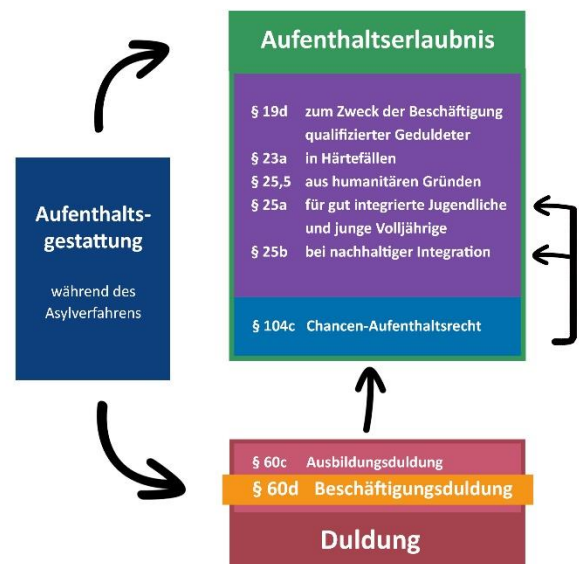 Aufenthaltserlaubnis
§ 19d zum Zweck der Beschäftigung
qualifizierter Geduldeter
§ 23a in Härtefällen
§ 25,5 aus humanitären Gründen
§ 25a für gut integrierte Jugendliche
und junge Volljährige
§ 25b bei nachhaltiger Integration
§ 104c Chancen-Aufenthaltsrecht
Aufenthalts-
gestattung
während des
Asylverfahrens
§ 60c Ausbildungsduldung
§ 60d Beschäftigungsduldung
Duldung